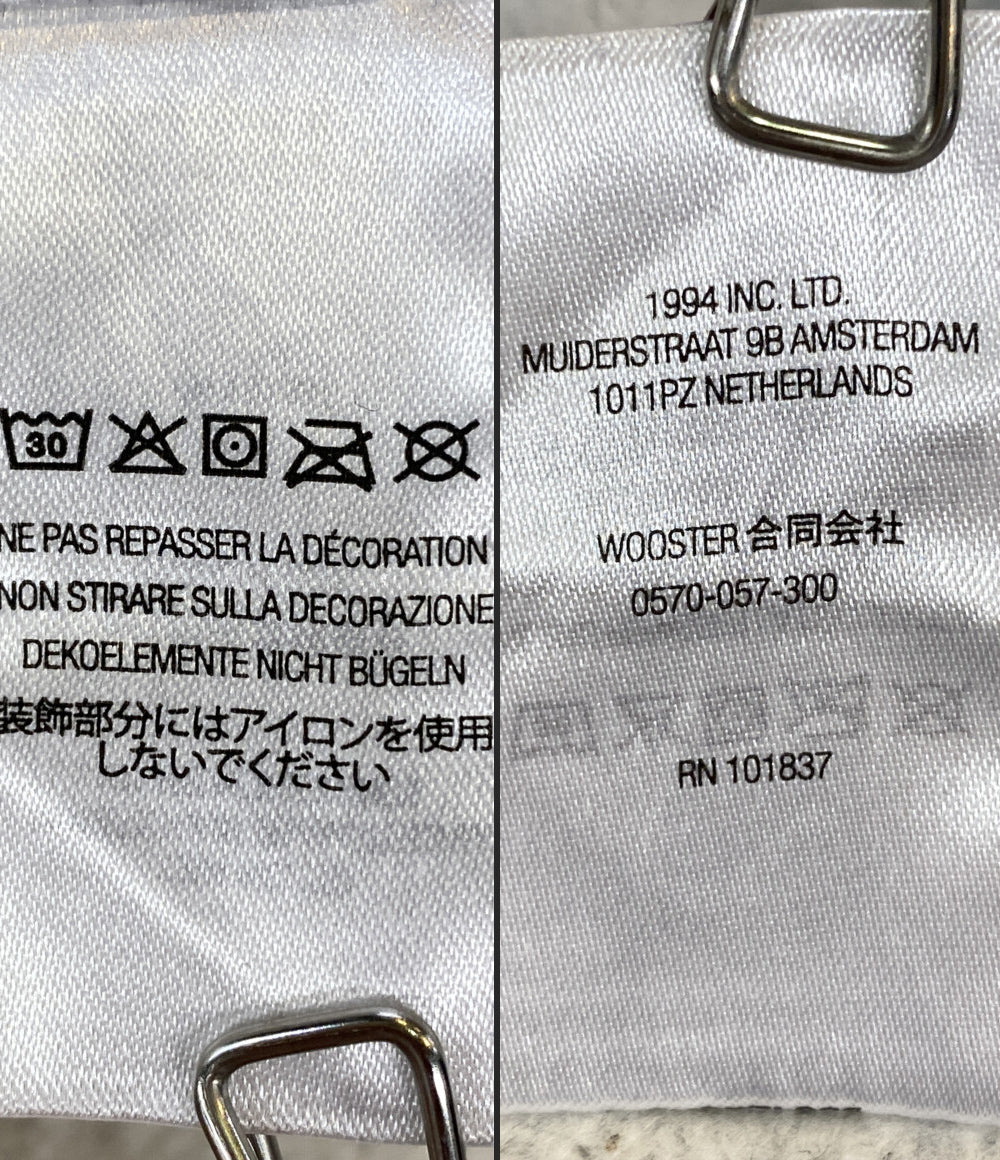 30
NE PAS REPASSER LA DÉCORATION
NON STIRARE SULLA DECORAZIONE
DEKOELEMENTE NICHT BÜGELN
装飾部分にはアイロンを使用
しないでください
1994 INC. LTD.
MUIDERSTRAAT 9B AMSTERDAM
1011PZ NETHERLANDS
WOOSTER 合同会社
0570-057-300
RN 101837